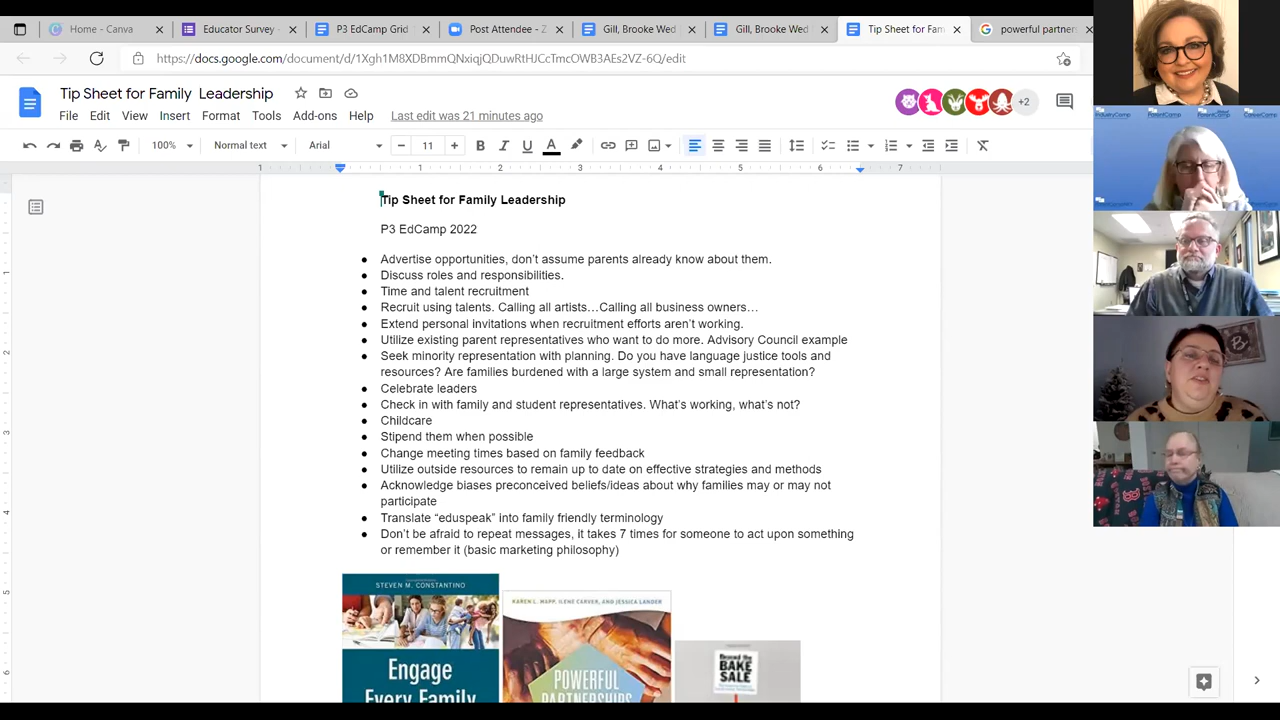 Home - Canva
Educator Survey
P3 EdCamp Grid
Post Attendee - Z
Gill, Brooke Wed
Gill, Brooke Wed
Tip Sheet for Fam
powerful partner
https://docs.google.com/document/d/1Xgh1M8XDBmmQNxiqjQDuwRtHJCcTmcOWB3AEs2VZ-6Q/edit
Tip Sheet for Family Leadership
File Edit View Insert Format Tools Add-ons Help Last edit was 21 minutes ago
+2
100% Normal text Arial 11
1 1 2 3 4 5 6 7
Tip Sheet for Family Leadership
P3 EdCamp 2022
● Advertise opportunities, don’t assume parents already know about them.
● Discuss roles and responsibilities.
● Time and talent recruitment
● Recruit using talents. Calling all artists…Calling all business owners…
● Extend personal invitations when recruitment efforts aren’t working.
● Utilize existing parent representatives who want to do more. Advisory Council example
● Seek minority representation with planning. Do you have language justice tools and
resources? Are families burdened with a large system and small representation?
● Celebrate leaders
● Check in with family and student representatives. What’s working, what’s not?
● Childcare
● Stipend them when possible
● Change meeting times based on family feedback
● Utilize outside resources to remain up to date on effective strategies and methods
● Acknowledge biases preconceived beliefs/ideas about why families may or may not
participate
● Translate “eduspeak” into family friendly terminology
● Don’t be afraid to repeat messages, it takes 7 times for someone to act upon something
or remember it (basic marketing philosophy)
STEVEN M. CONSTANTINO
Engage
Every Family
KAREN L. MAPP, ILENE CARVER, AND JESSICA LANDER
POWERFUL
PARTNERSHIPS
Beyond the
BAKE
SALE